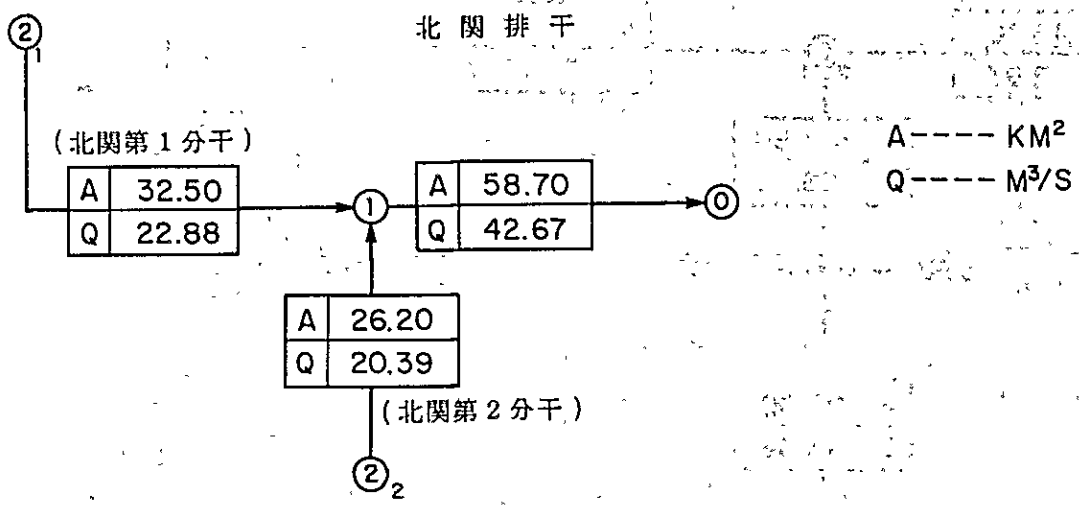 ②₁
北関排干
(北関第1分干)
A 32.50
Q 22.88
①
A 58.70
Q 42.67
⓪
A---- KM²
Q---- M³/S
A 26.20
Q 20.39
(北関第2分干)
②₂